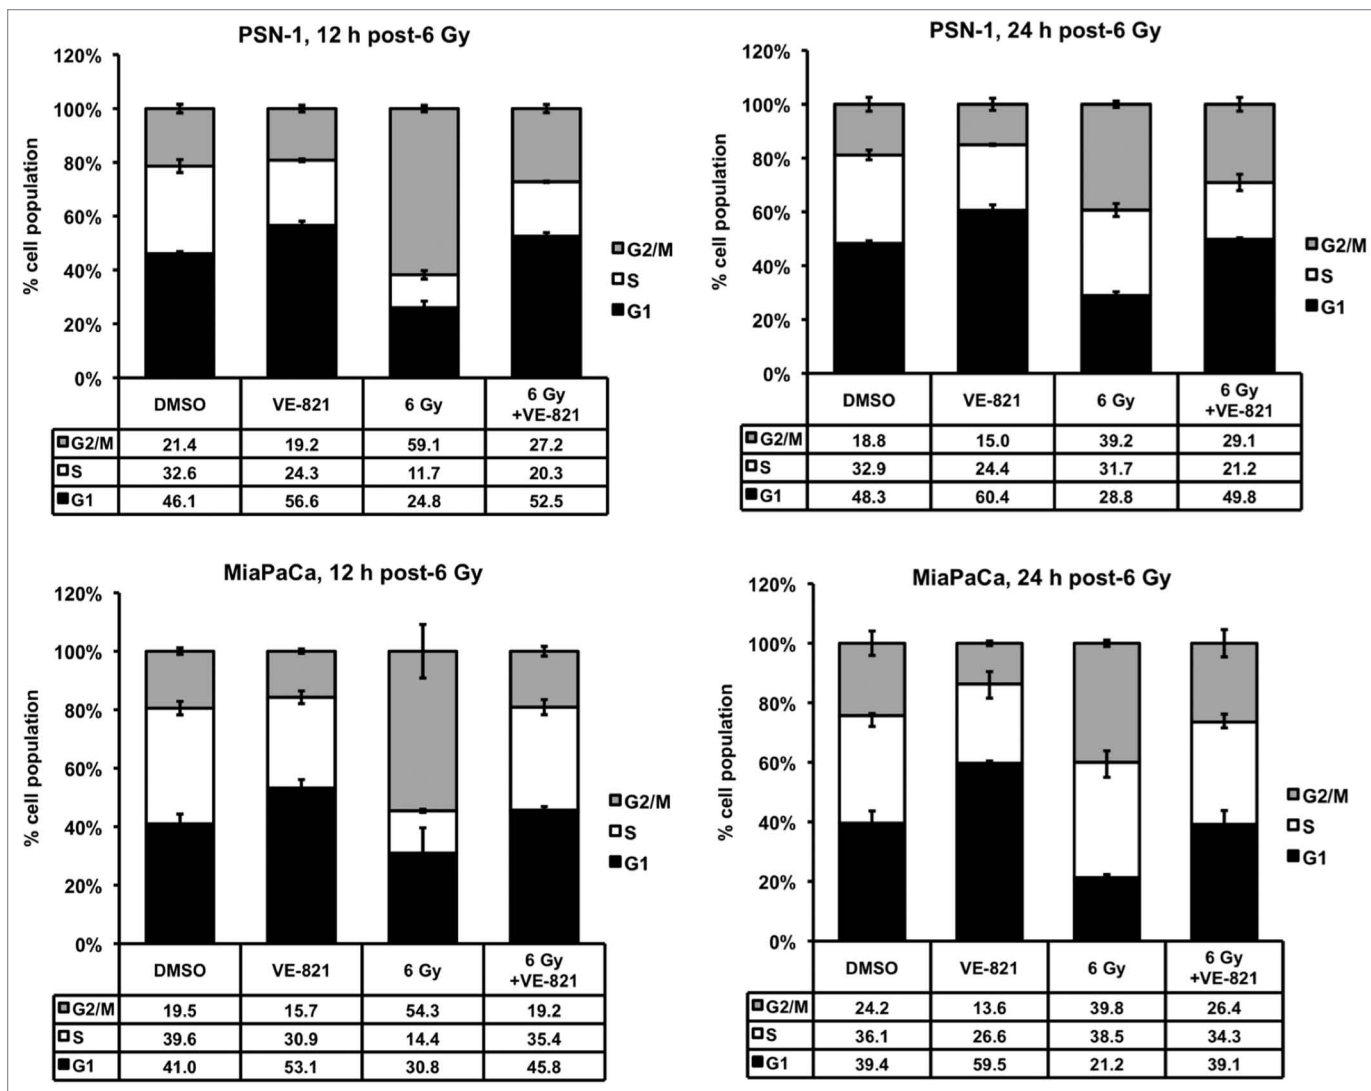 PSN-1, 12 h post-6 Gy
120%
100%
80%
60%
40%
20%
0%
% cell population
G2/M
S
G1
DMSO VE-821 6 Gy 6 Gy +VE-821
G2/M 21.4 19.2 59.1 27.2
S 32.6 24.3 11.7 20.3
G1 46.1 56.6 24.8 52.5
PSN-1, 24 h post-6 Gy
120%
100%
80%
60%
40%
20%
0%
% cell population
G2/M
S
G1
DMSO VE-821 6 Gy 6 Gy +VE-821
G2/M 18.8 15.0 39.2 29.1
S 32.9 24.4 31.7 21.2
G1 48.3 60.4 28.8 49.8
MiaPaCa, 12 h post-6 Gy
120%
100%
80%
60%
40%
20%
0%
% cell population
G2/M
S
G1
DMSO VE-821 6 Gy 6 Gy +VE-821
G2/M 19.5 15.7 54.3 19.2
S 39.6 30.9 14.4 35.4
G1 41.0 53.1 30.8 45.8
MiaPaCa, 24 h post-6 Gy
120%
100%
80%
60%
40%
20%
0%
% cell population
G2/M
S
G1
DMSO VE-821 6 Gy 6 Gy +VE-821
G2/M 24.2 13.6 39.8 26.4
S 36.1 26.6 38.5 34.3
G1 39.4 59.5 21.2 39.1